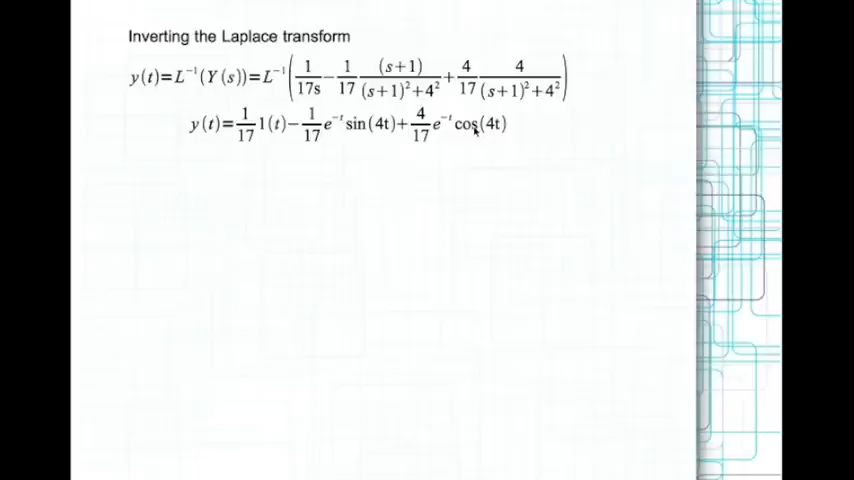 Inverting the Laplace transform
y(t)=L⁻¹(Y(s))=L⁻¹(1/17s − 1/17 (s+1)/((s+1)²+4²) + 4/17 4/((s+1)²+4²))
y(t)=1/17 1(t)− 1/17 e⁻ᵗ sin(4t)+ 4/17 e⁻ᵗ cos(4t)